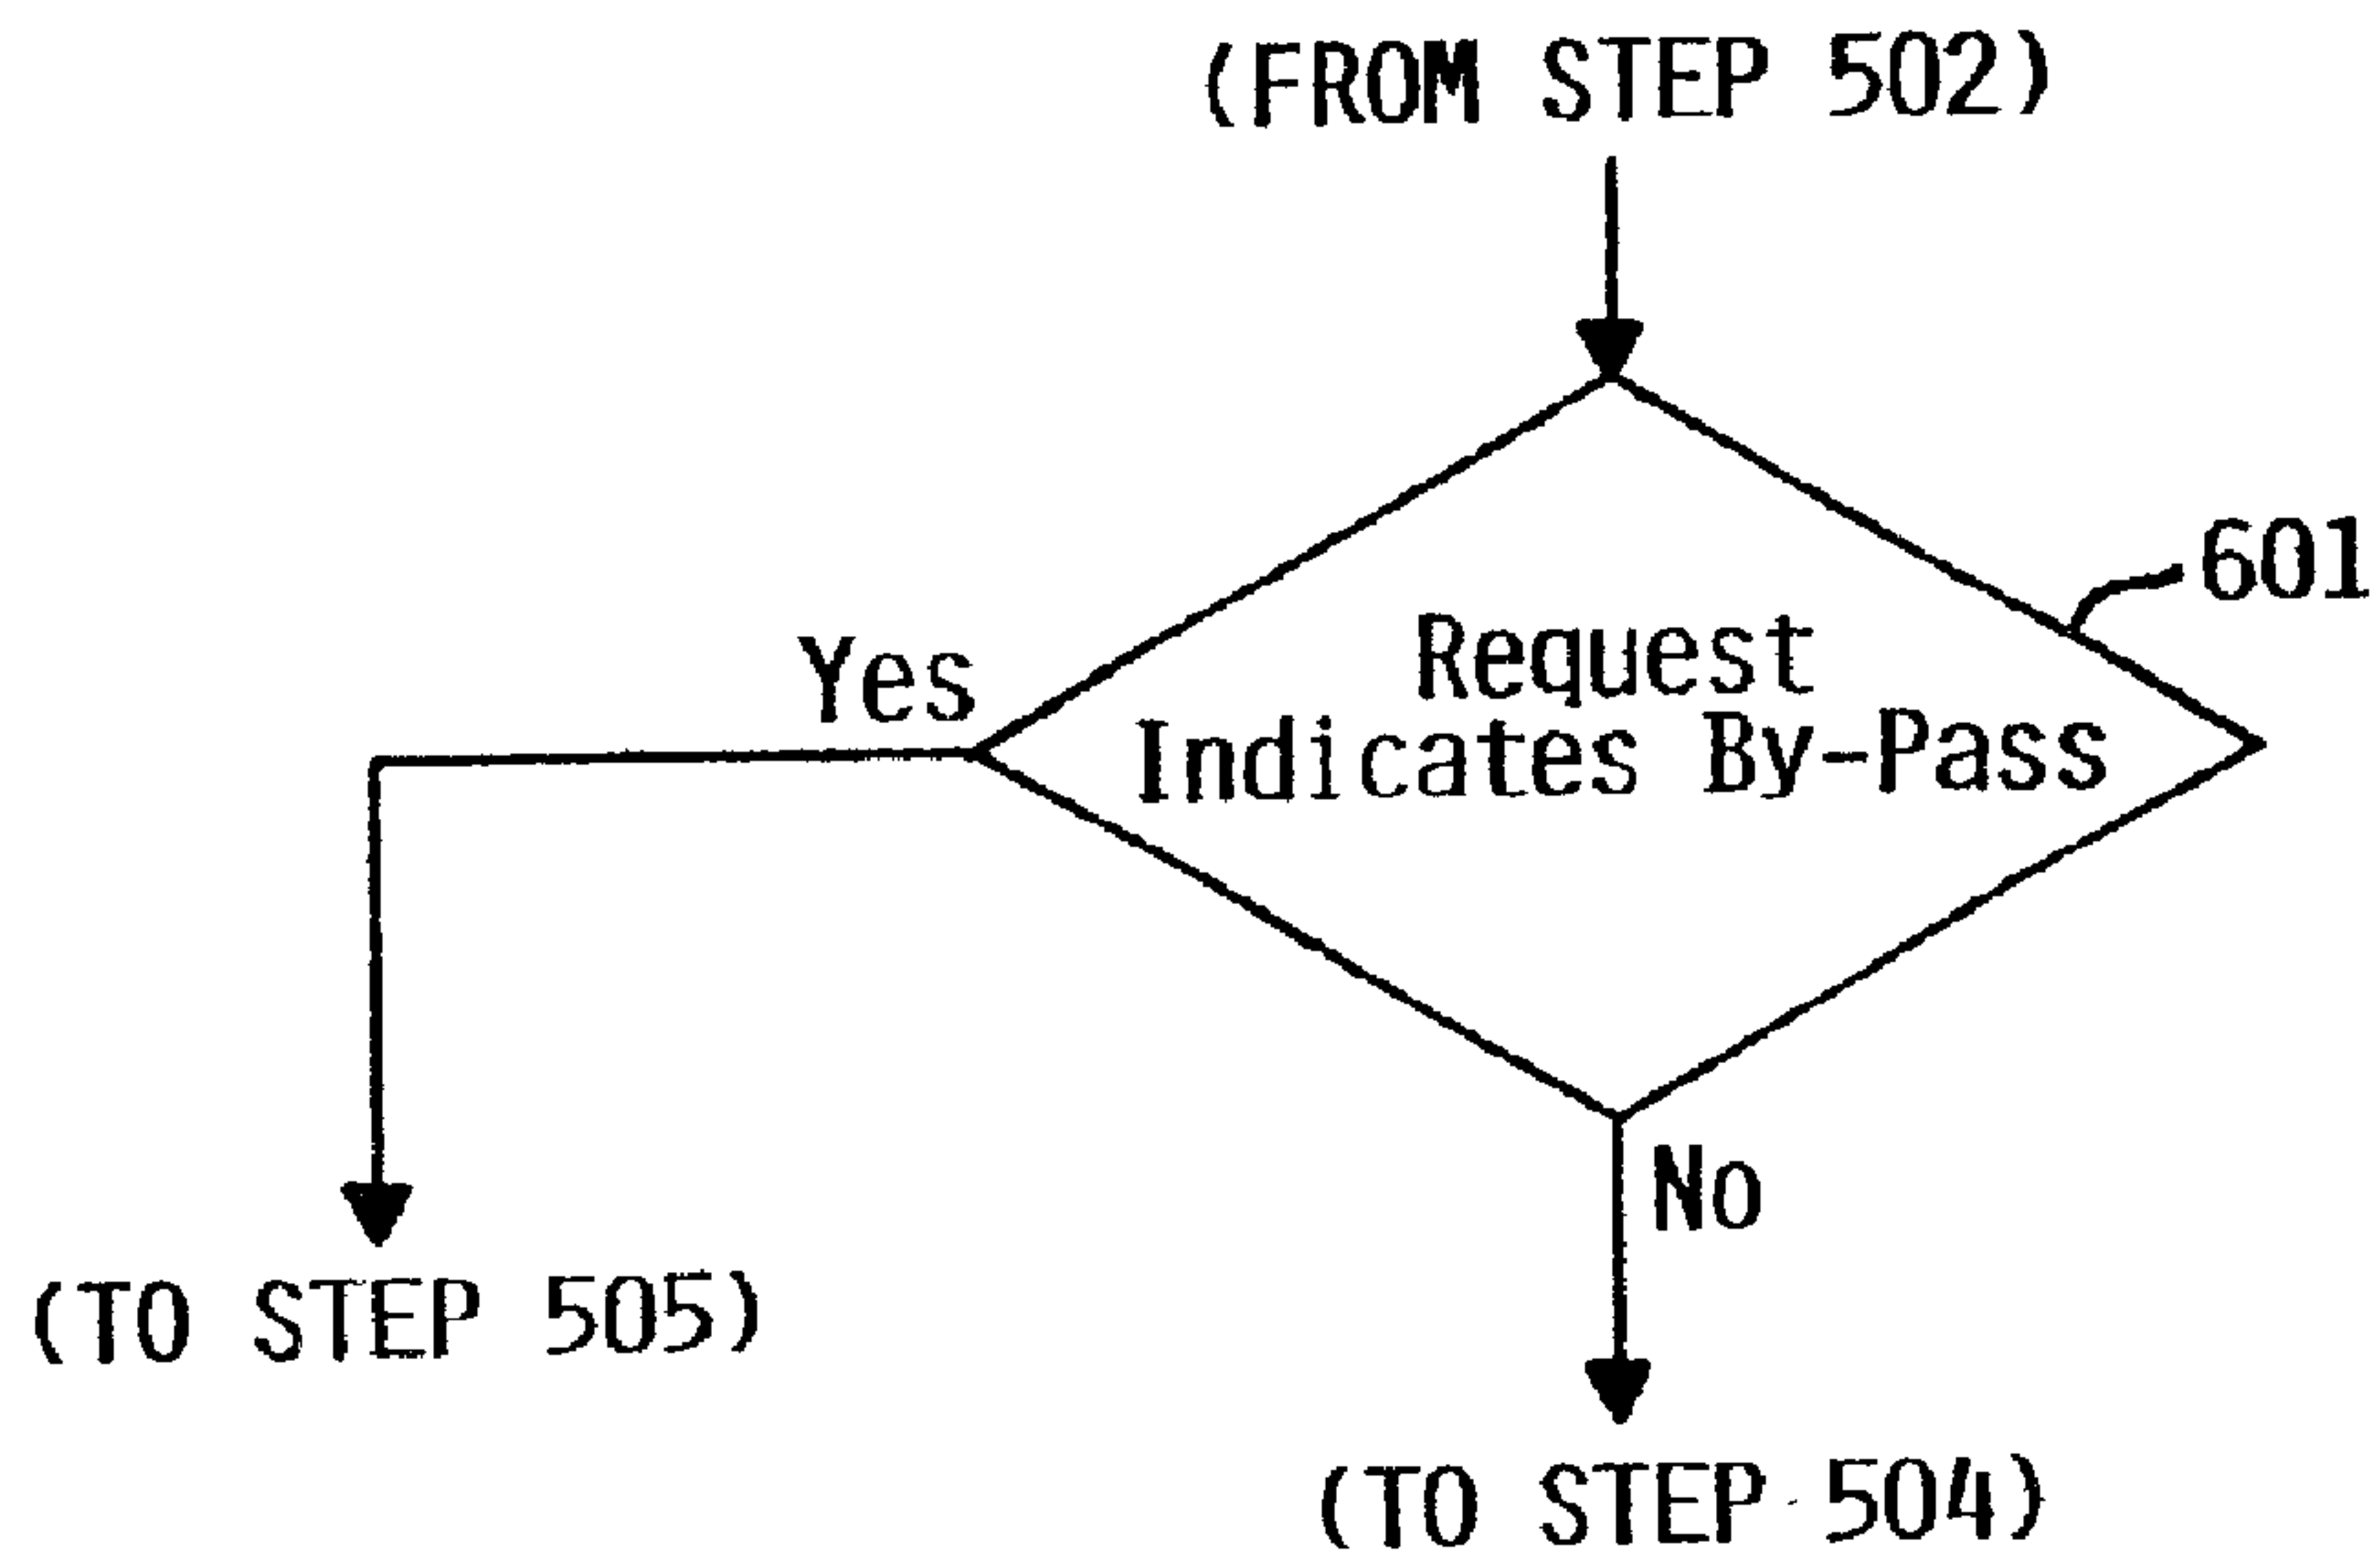 (FROM STEP 502)
601
Request
Indicates By-Pass
Yes
No
(TO STEP 505)
(TO STEP 504)